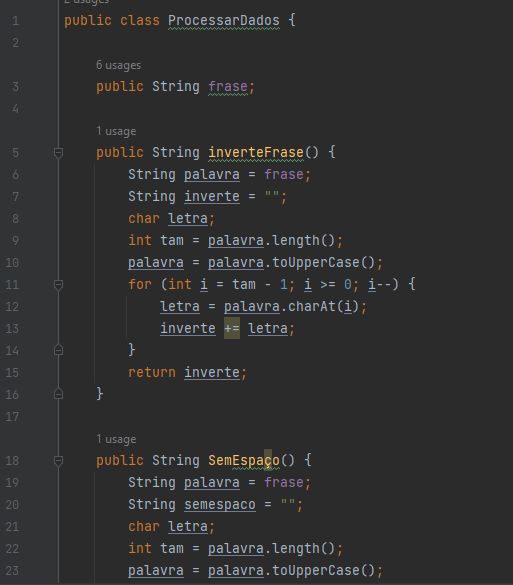 2 usages
1 public class ProcessarDados {
2
6 usages
3 public String frase;
4
1 usage
5 public String inverteFrase() {
6 String palavra = frase;
7 String inverte = "";
8 char letra;
9 int tam = palavra.length();
10 palavra = palavra.toUpperCase();
11 for (int i = tam - 1; i >= 0; i--) {
12 letra = palavra.charAt(i);
13 inverte += letra;
14 }
15 return inverte;
16 }
17
1 usage
18 public String SemEspaço() {
19 String palavra = frase;
20 String semespaco = "";
21 char letra;
22 int tam = palavra.length();
23 palavra = palavra.toUpperCase();